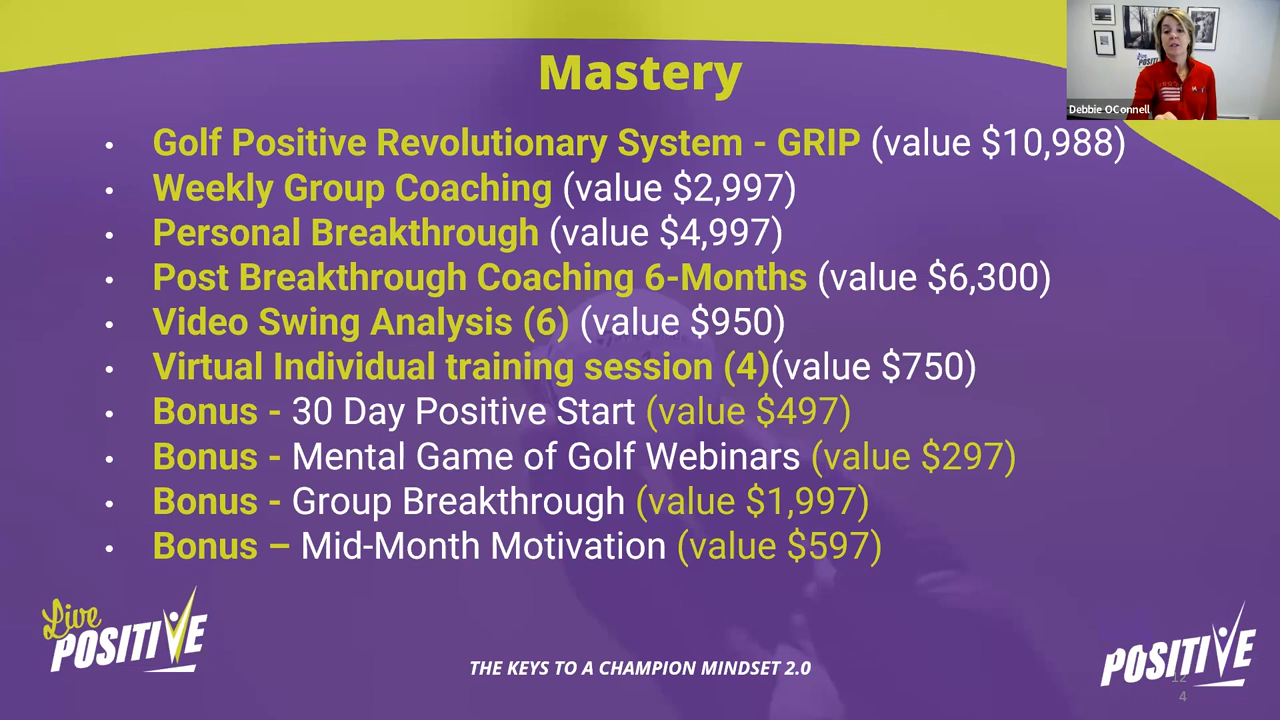 Mastery
Debbie OConnell
• Golf Positive Revolutionary System - GRIP (value $10,988)
• Weekly Group Coaching (value $2,997)
• Personal Breakthrough (value $4,997)
• Post Breakthrough Coaching 6-Months (value $6,300)
• Video Swing Analysis (6) (value $950)
• Virtual Individual training session (4)(value $750)
• Bonus - 30 Day Positive Start (value $497)
• Bonus - Mental Game of Golf Webinars (value $297)
• Bonus - Group Breakthrough (value $1,997)
• Bonus – Mid-Month Motivation (value $597)
Live
POSITIVE
THE KEYS TO A CHAMPION MINDSET 2.0
POSITIVE
12
4